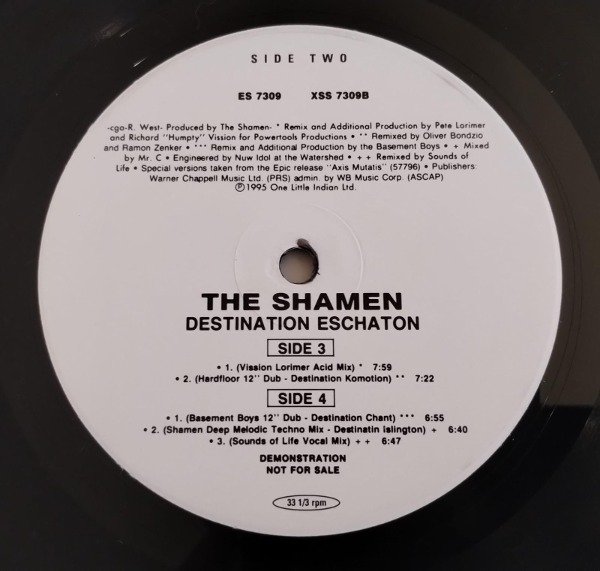 SIDE TWO
ES 7309 XSS 7309B
-cgo-R. West- Produced by The Shamen- * Remix and Additional Production by Pete Lorimer
and Richard "Humpty" Vission for Powertools Productions • ** Remixed by Oliver Bondzio
and Ramon Zenker • *** Remix and Additional Production by the Basement Boys • + Mixed
by Mr. C • Engineered by Nuw Idol at the Watershed • + + Remixed by Sounds of
Life • Special versions taken from the Epic release "Axis Mutatis" (57796) • Publishers:
Warner Chappell Music Ltd. (PRS) admin. by WB Music Corp. (ASCAP)
℗1995 One Little Indian Ltd.
THE SHAMEN
DESTINATION ESCHATON
SIDE 3
• 1. (Vission Lorimer Acid Mix) * 7:59
• 2. (Hardfloor 12" Dub - Destination Komotion) ** 7:22
SIDE 4
• 1. (Basement Boys 12" Dub - Destination Chant) *** 6:55
• 2. (Shamen Deep Melodic Techno Mix - Destinatin Islington) + 6:40
• 3. (Sounds of Life Vocal Mix) + + 6:47
DEMONSTRATION
NOT FOR SALE
33 1/3 rpm